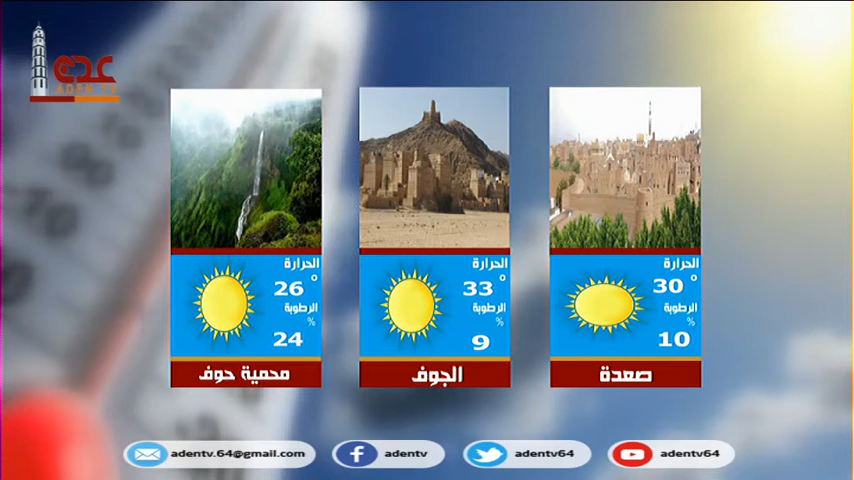 عدن
ADEN TV
الحرارة
30 °
الرطوبة
%
10
صعدة
الحرارة
33 °
الرطوبة
%
9
الجوف
الحرارة
26 °
الرطوبة
%
24
محمية حوف
adentv.64@gmail.com
adentv
adentv64
adentv64